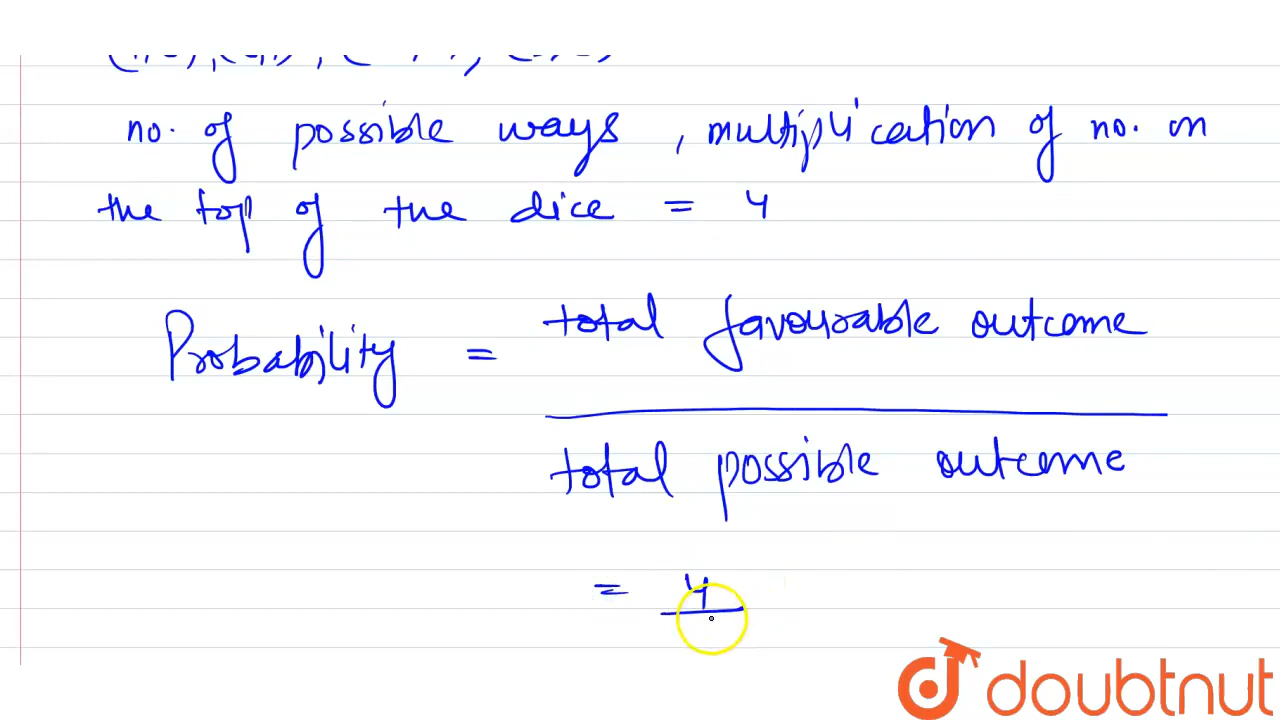 no. of possible ways , multiplication of no. on
the top of the dice = 4
Probability = total favourable outcome
total possible outcome
= 4
doubtnut